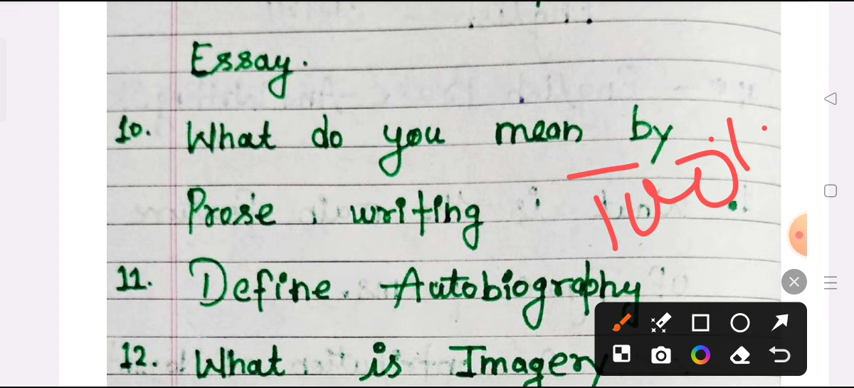 Essay.
10. What do you mean by
Prose writing
11. Define Autobiography
12. What is Imagery